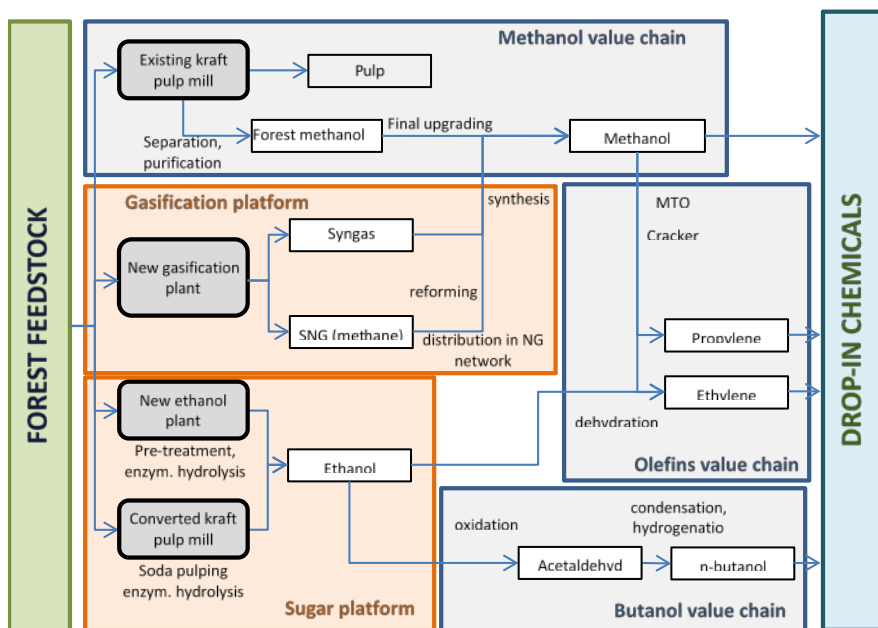 FOREST FEEDSTOCK
Methanol value chain
Existing kraft
pulp mill
Pulp
Separation,
purification
Forest methanol
Final upgrading
Methanol
Gasification platform
synthesis
New gasification
plant
Syngas
reforming
SNG (methane)
distribution in NG
network
MTO
Cracker
Propylene
Ethylene
dehydration
Olefins value chain
New ethanol
plant
Pre-treatment,
enzym. hydrolysis
Ethanol
Converted kraft
pulp mill
Soda pulping
enzym. hydrolysis
Sugar platform
oxidation
condensation,
hydrogenatio
Acetaldehyd
n-butanol
Butanol value chain
DROP-IN CHEMICALS